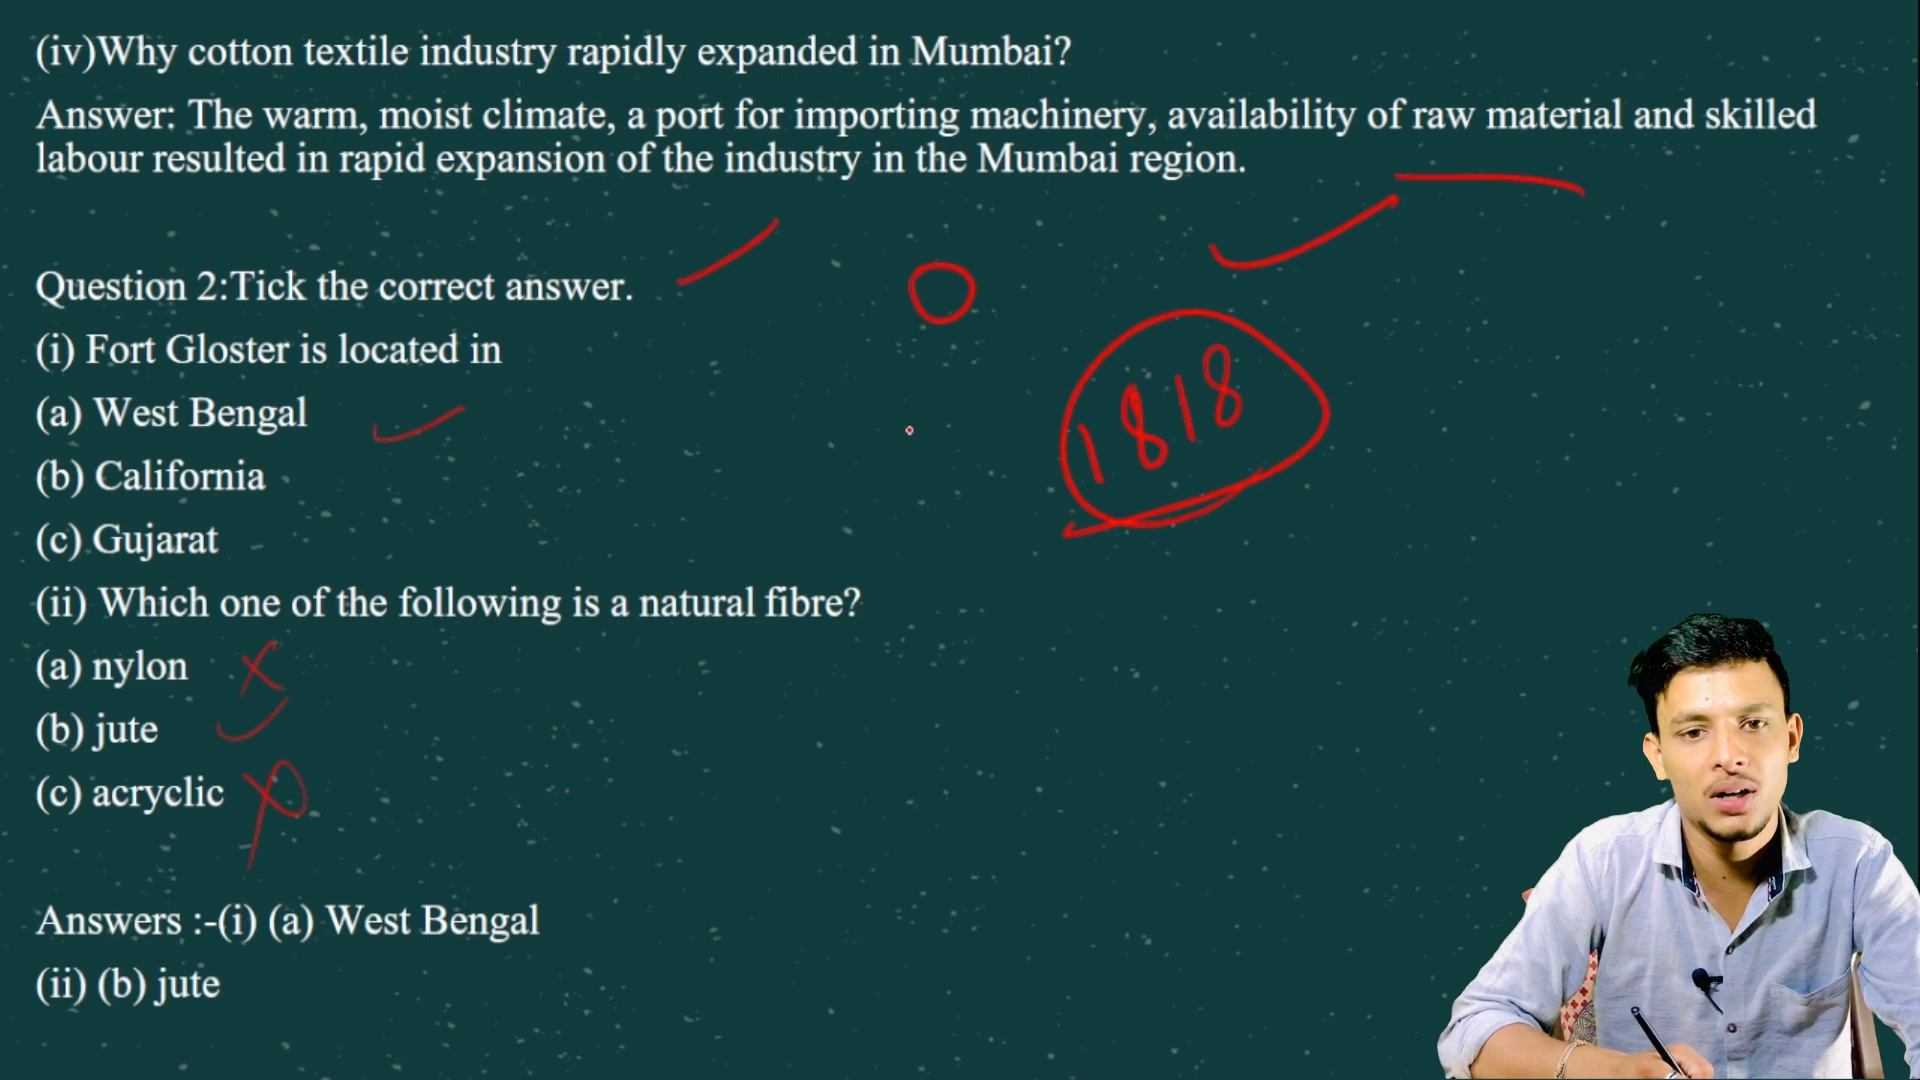 (iv)Why cotton textile industry rapidly expanded in Mumbai?
Answer: The warm, moist climate, a port for importing machinery, availability of raw material and skilled
labour resulted in rapid expansion of the industry in the Mumbai region.
Question 2:Tick the correct answer.
(i) Fort Gloster is located in
(a) West Bengal
(b) California
(c) Gujarat
1818
(ii) Which one of the following is a natural fibre?
(a) nylon
(b) jute
(c) acryclic
Answers :-(i) (a) West Bengal
(ii) (b) jute